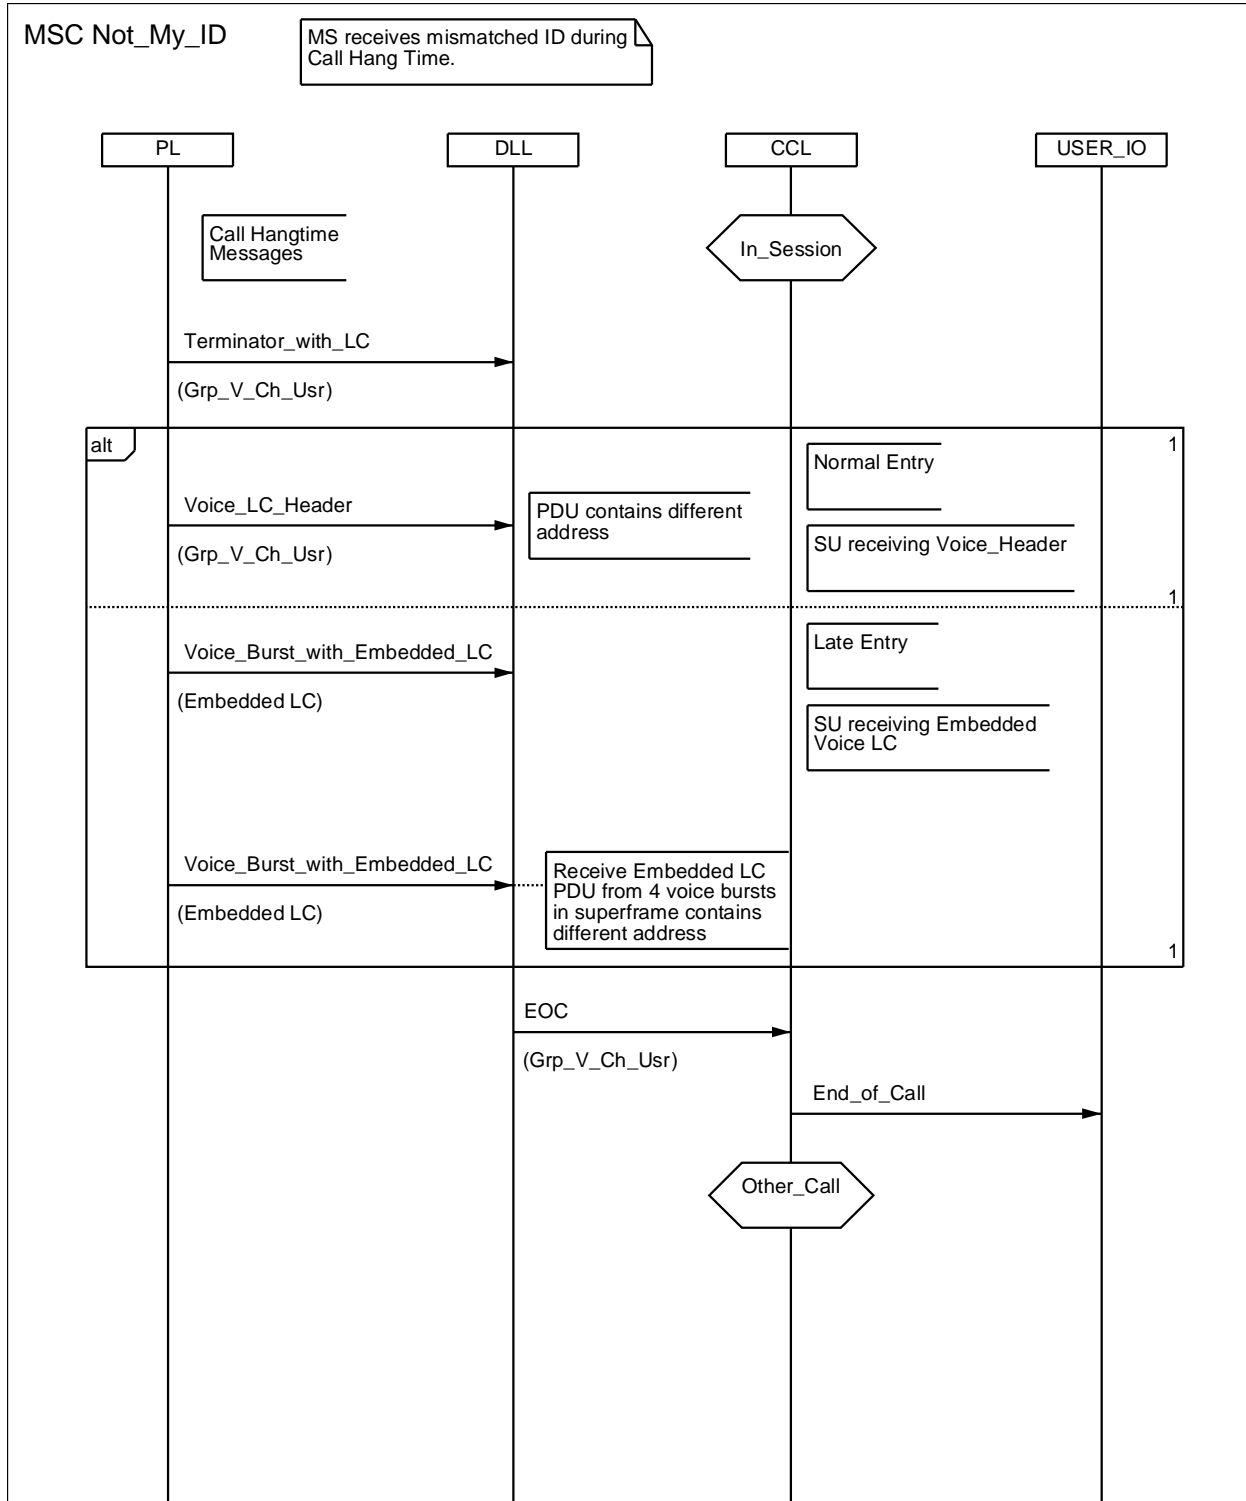 MSC Not_My_ID
MS receives mismatched ID during
Call Hang Time.
PL
DLL
CCL
USER_IO
Call Hangtime
Messages
In_Session
Terminator_with_LC
(Grp_V_Ch_Usr)
alt
1
Normal Entry
Voice_LC_Header
(Grp_V_Ch_Usr)
PDU contains different
address
SU receiving Voice_Header
1
Late Entry
Voice_Burst_with_Embedded_LC
(Embedded LC)
SU receiving Embedded
Voice LC
Voice_Burst_with_Embedded_LC
(Embedded LC)
Receive Embedded LC
PDU from 4 voice bursts
in superframe contains
different address
1
EOC
(Grp_V_Ch_Usr)
End_of_Call
Other_Call